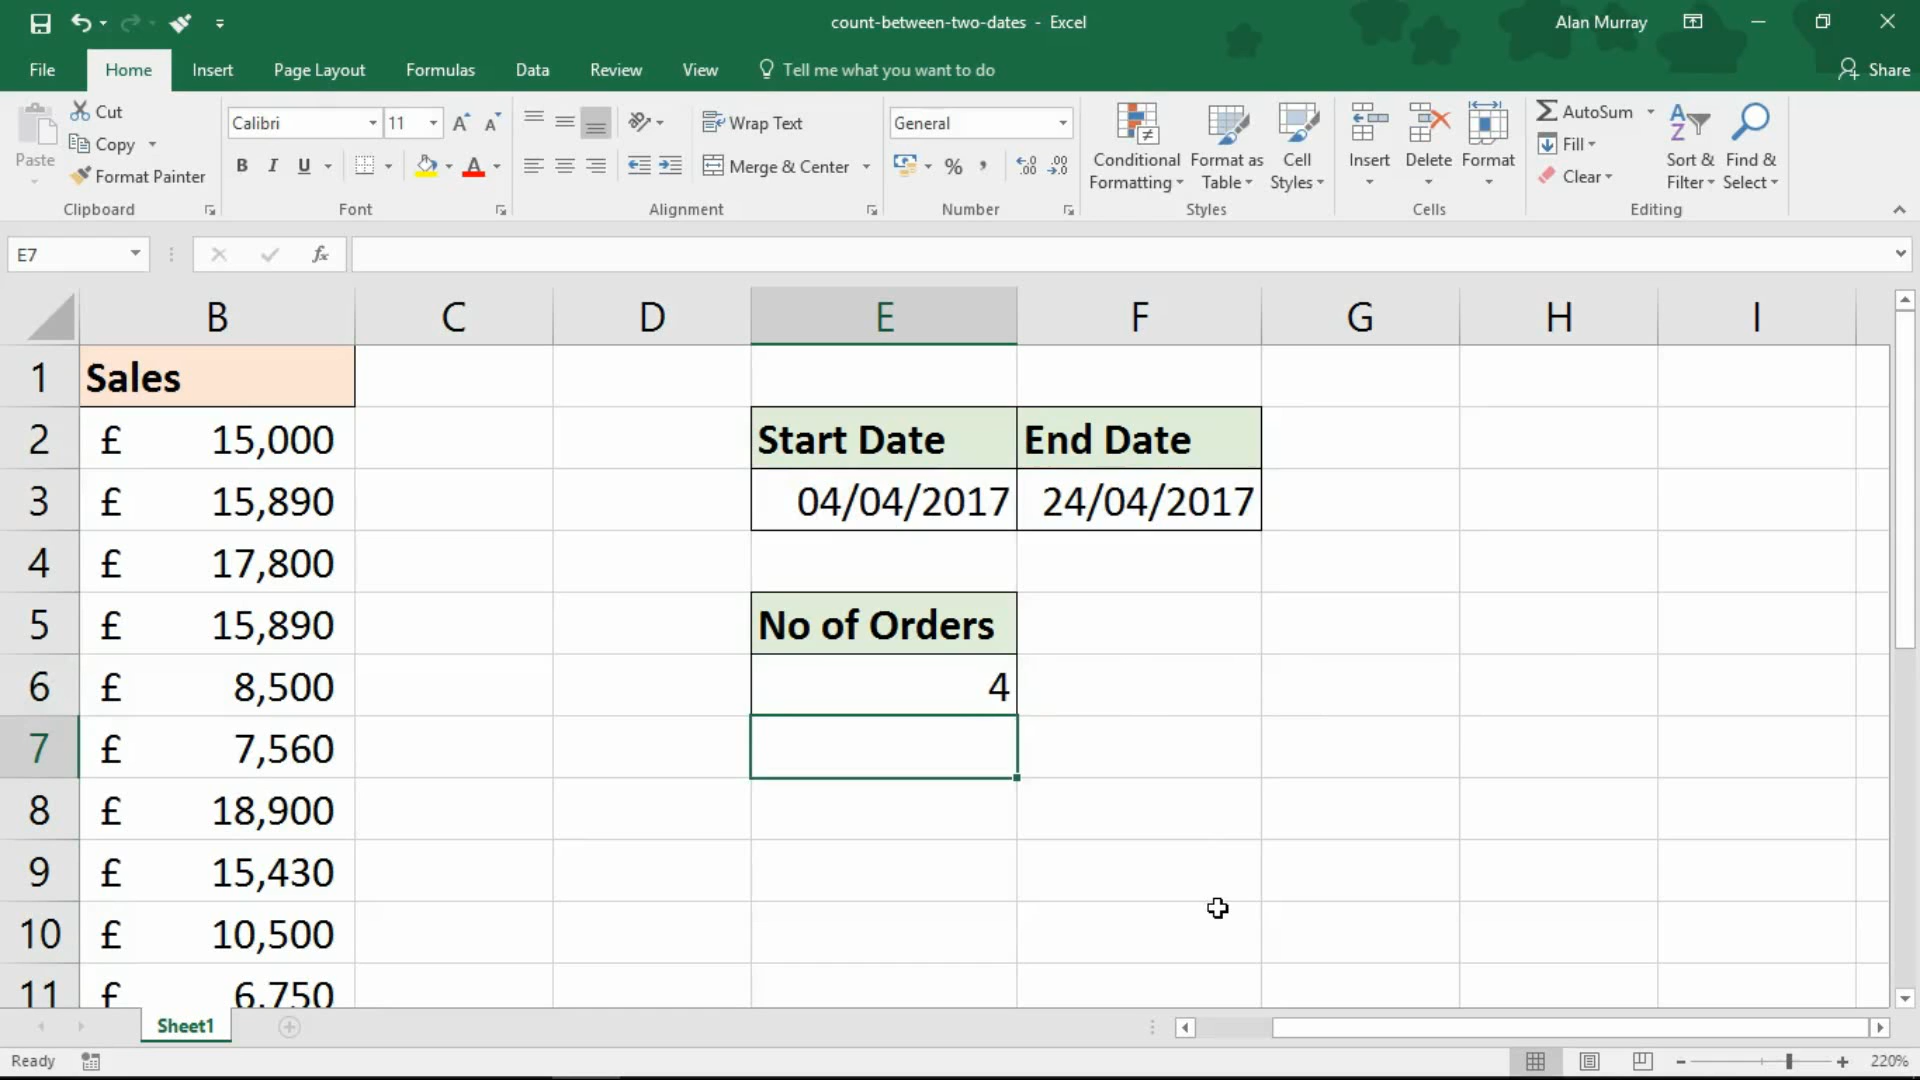 count-between-two-dates - Excel
Alan Murray
File Home Insert Page Layout Formulas Data Review View Tell me what you want to do Share
Paste
Cut
Copy
Format Painter
Clipboard
Calibri 11
B I U A
Font
Wrap Text
Merge & Center
Alignment
General
%
Number
Conditional Formatting
Format as Table
Cell Styles
Styles
Insert Delete Format
Cells
AutoSum
Fill
Clear
Sort & Filter
Find & Select
Editing
E7 fx
B C D E F G H I
1 Sales
2 £ 15,000 Start Date End Date
3 £ 15,890 04/04/2017 24/04/2017
4 £ 17,800
5 £ 15,890 No of Orders
6 £ 8,500 4
7 £ 7,560
8 £ 18,900
9 £ 15,430
10 £ 10,500
11 £ 6,750
Sheet1
Ready 220%